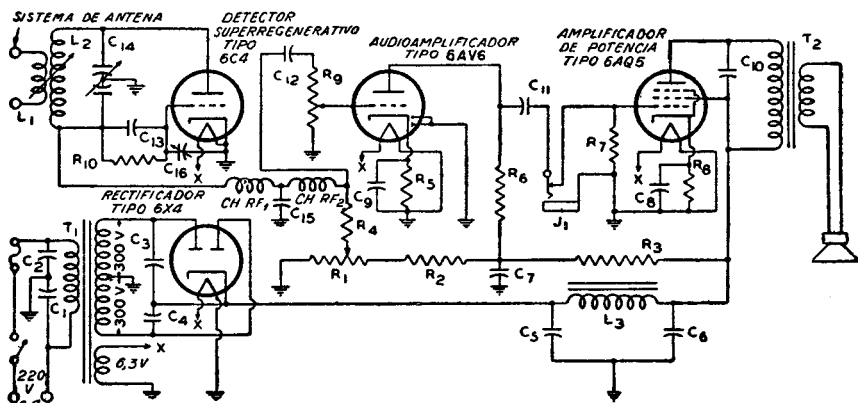 SISTEMA DE ANTENA
DETECTOR
SUPERREGENERATIVO
TIPO
6C4
AUDIOAMPLIFICADOR
TIPO 6AV6
AMPLIFICADOR
DE POTENCIA
TIPO 6AQ5
L2
C14
L1
C13
R10
C16
X
C12
R9
C9
R5
X
C11
R6
R7
J1
C8
R8
X
C10
T2
CH RF1
CH RF2
C15
R4
R1
R2
C7
R3
L3
C5
C6
RECTIFICADOR
TIPO 6X4
T1
C2
C1
300 V
300 V
C3
C4
X
X
6,3V
220
V